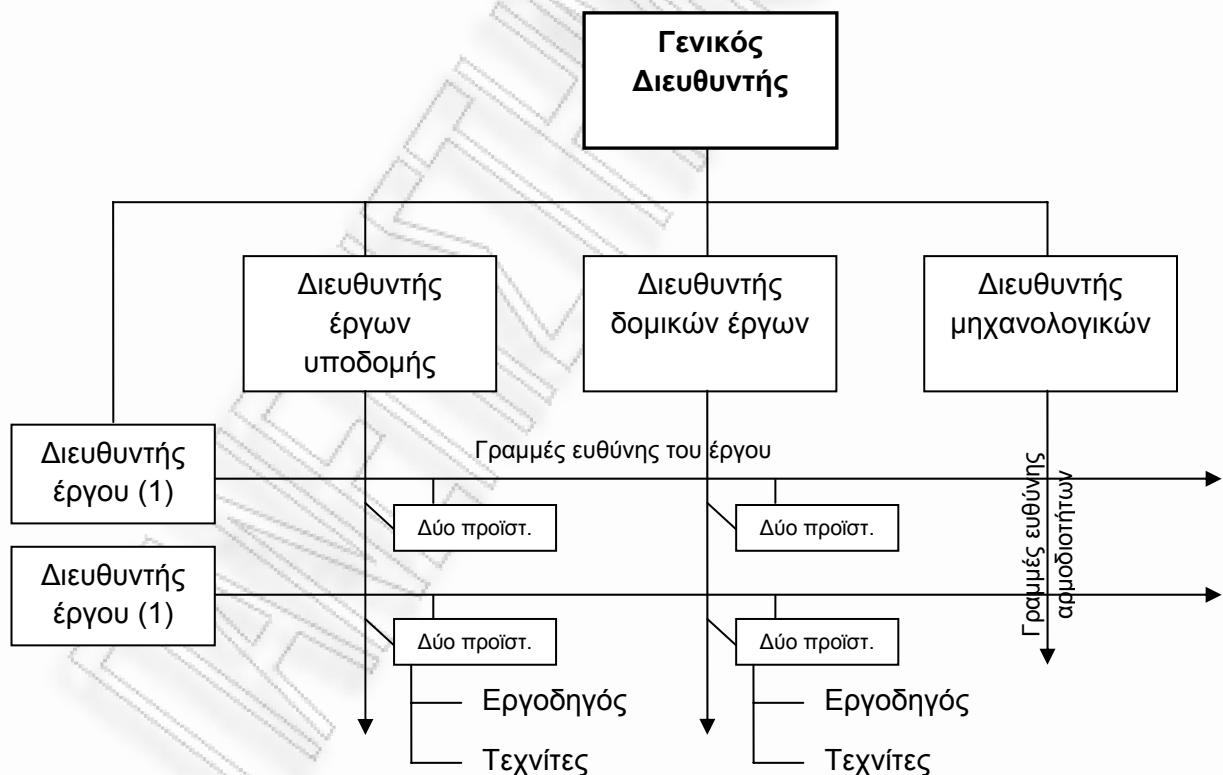 Γενικός
Διευθυντής
Διευθυντής
έργων
υποδομής
Διευθυντής
δομικών έργων
Διευθυντής
μηχανολογικών
Διευθυντής
έργου (1)
Γραμμές ευθύνης του έργου
Δύο προϊστ.
Δύο προϊστ.
Γραμμές ευθύνης
αρμοδιοτήτων
Διευθυντής
έργου (1)
Δύο προϊστ.
Δύο προϊστ.
Εργοδηγός
Εργοδηγός
Τεχνίτες
Τεχνίτες